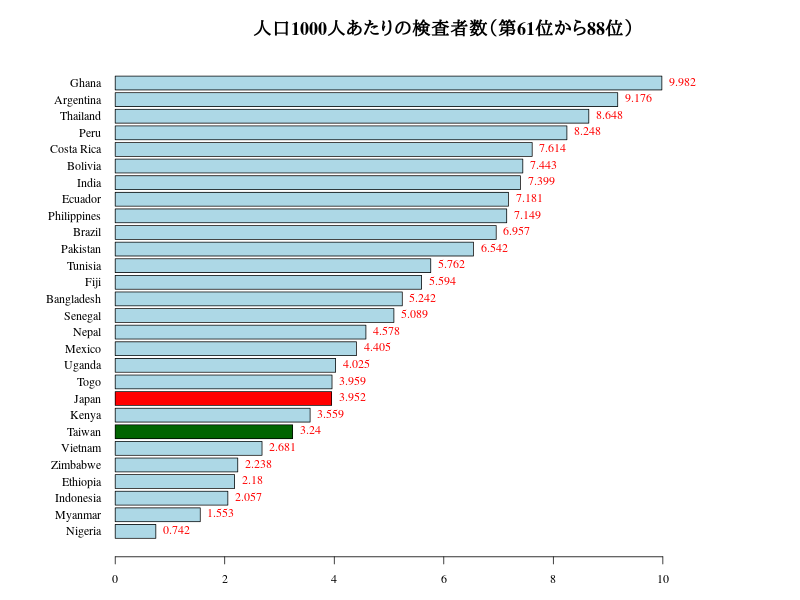 人口1000人あたりの検査者数（第61位から88位）
Ghana 9.982
Argentina 9.176
Thailand 8.648
Peru 8.248
Costa Rica 7.614
Bolivia 7.443
India 7.399
Ecuador 7.181
Philippines 7.149
Brazil 6.957
Pakistan 6.542
Tunisia 5.762
Fiji 5.594
Bangladesh 5.242
Senegal 5.089
Nepal 4.578
Mexico 4.405
Uganda 4.025
Togo 3.959
Japan 3.952
Kenya 3.559
Taiwan 3.24
Vietnam 2.681
Zimbabwe 2.238
Ethiopia 2.18
Indonesia 2.057
Myanmar 1.553
Nigeria 0.742
0 2 4 6 8 10